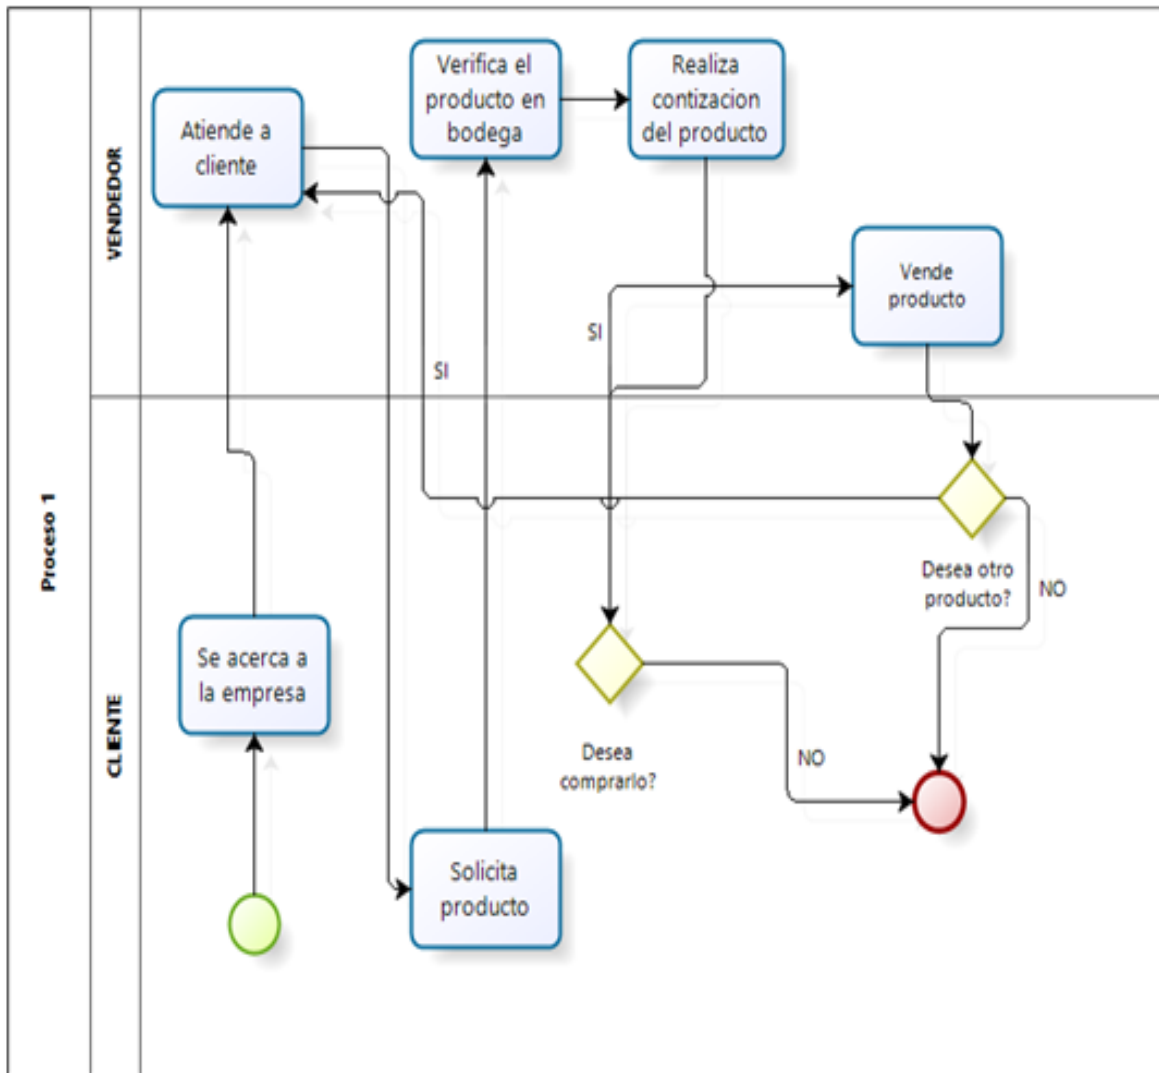 Proceso 1
VENDEDOR
Atiende a
cliente
Verifica el
producto en
bodega
Realiza
contizacion
del producto
Vende
producto
SI
SI
CLIENTE
Se acerca a
la empresa
Solicita
producto
Desea
comprarlo?
NO
Desea otro
producto?
NO